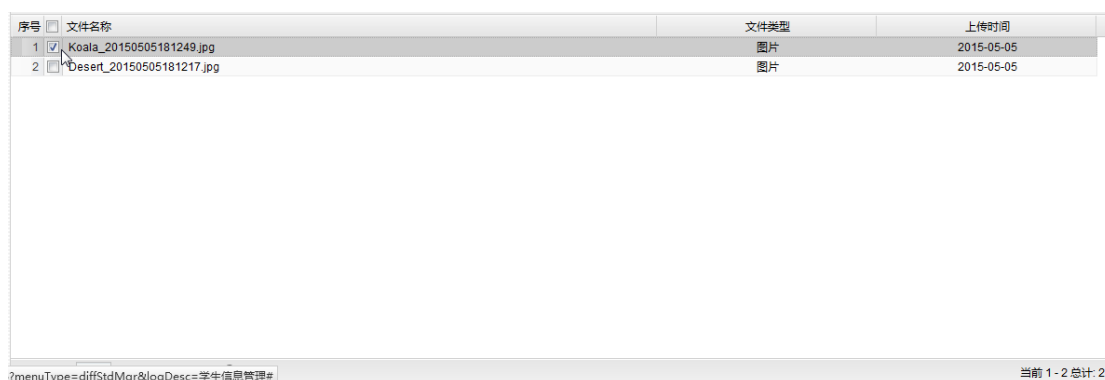 序号 文件名称 文件类型 上传时间
1 Koala_20150505181249.jpg 图片 2015-05-05
2 Desert_20150505181217.jpg 图片 2015-05-05
?menuType=diffStdMgr&logDesc=学生信息管理# 当前 1 - 2 总计: 2